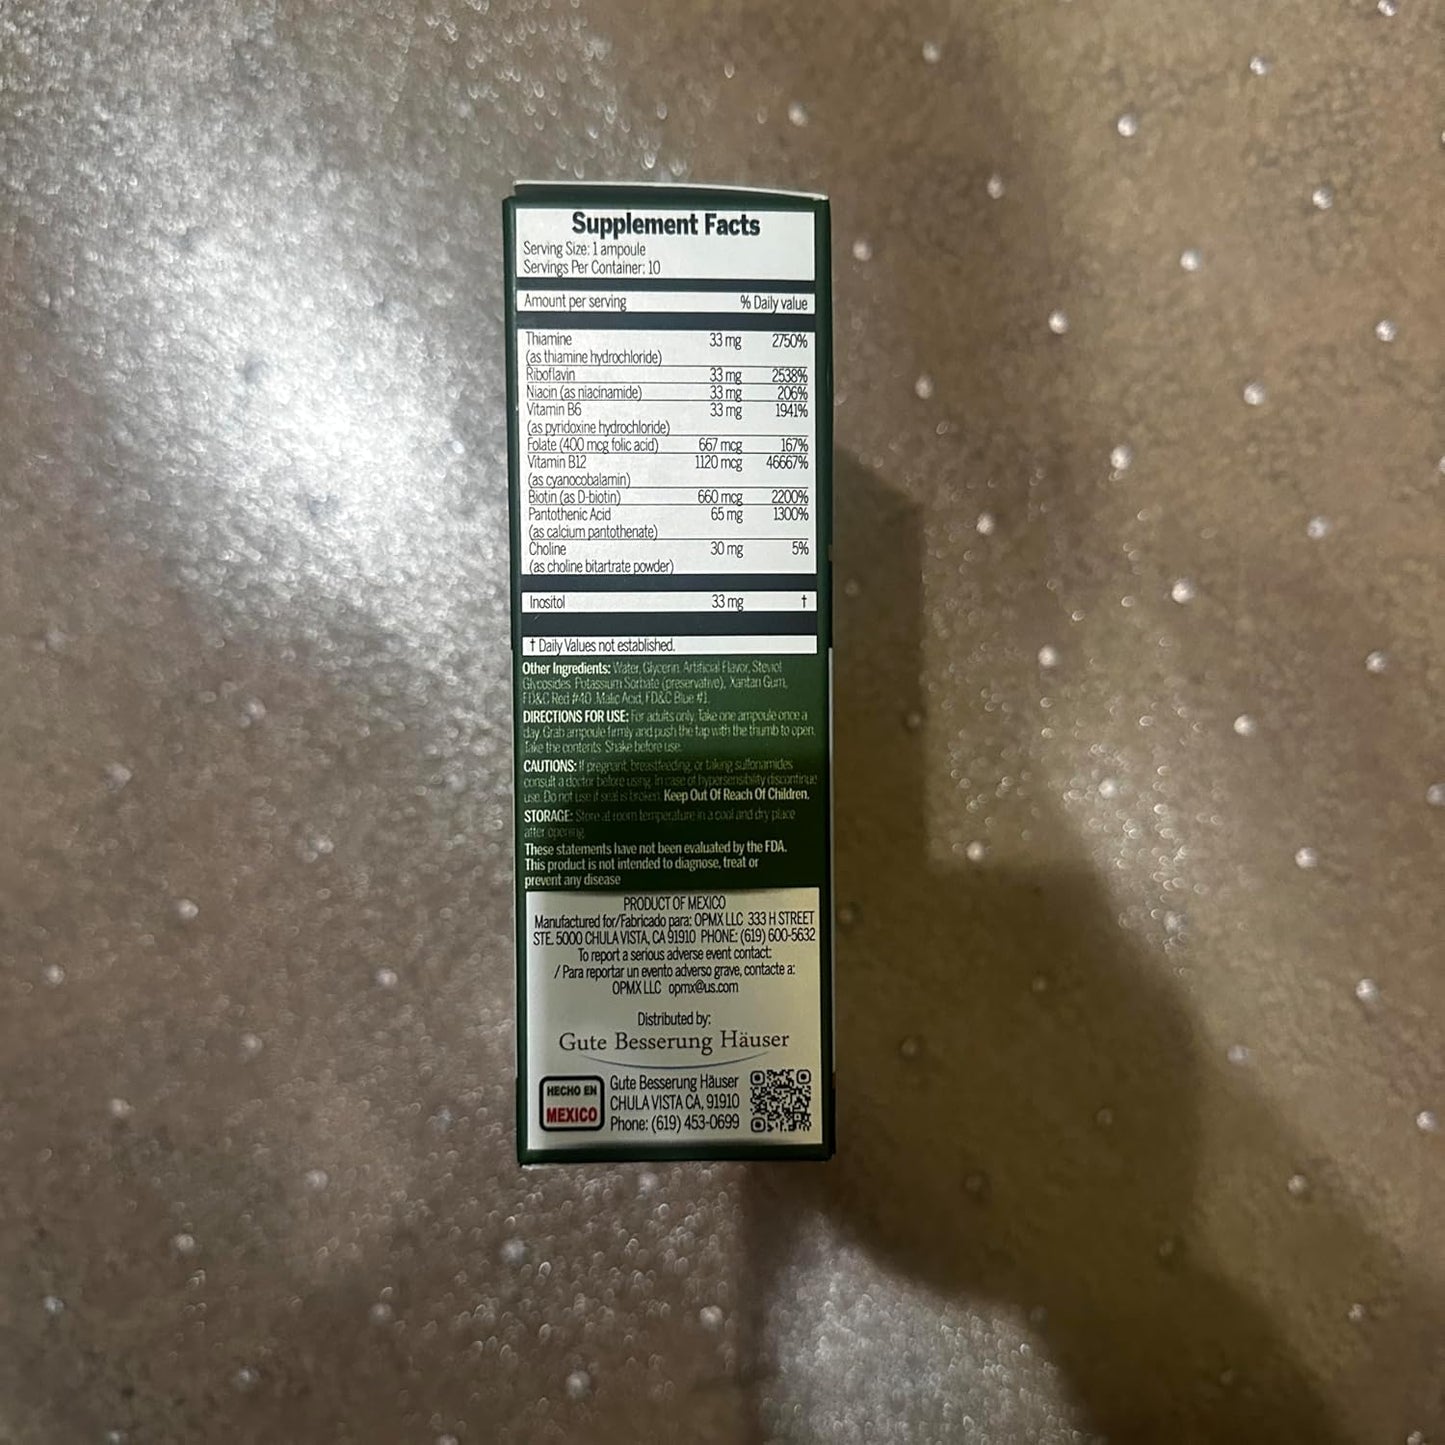 Supplement Facts
Serving Size: 1 ampoule
Servings Per Container: 10
Amount per serving % Daily value
Thiamine 33 mg 2750%
(as thiamine hydrochloride)
Riboflavin 33 mg 2538%
Niacin (as niacinamide) 33 mg 206%
Vitamin B6 33 mg 1941%
(as pyridoxine hydrochloride)
Folate (400 mcg folic acid) 667 mcg 167%
Vitamin B12 1120 mcg 46667%
(as cyanocobalamin)
Biotin (as D-biotin) 660 mcg 2200%
Pantothenic Acid 65 mg 1300%
(as calcium pantothenate)
Choline 30 mg 5%
(as choline bitartrate powder)
Inositol 33 mg †
† Daily Values not established.
Other Ingredients: Water, Glycerin, Artificial Flavor, Steviol
Glycosides, Potassium Sorbate (preservative), Xantan Gum,
FD&C Red #40, Malic Acid, FD&C Blue #1.
DIRECTIONS FOR USE: For adults only. Take one ampoule once a
day. Grab ampoule firmly and push the tap with the thumb to open.
Take the contents. Shake before use.
CAUTIONS: If pregnant, breastfeeding, or taking sulfonamides
consult a doctor before using, in case of hypersensibility discontinue
use. Do not use if seal is broken. Keep Out Of Reach Of Children.
STORAGE: Store at room temperature in a cool and dry place
after opening.
These statements have not been evaluated by the FDA.
This product is not intended to diagnose, treat or
prevent any disease
PRODUCT OF MEXICO
Manufactured for/Fabricado para: OPMX LLC 333 H STREET
STE. 5000 CHULA VISTA, CA 91910 PHONE: (619) 600-5632
To report a serious adverse event contact:
/ Para reportar un evento adverso grave, contacte a:
OPMX LLC opmx@us.com
Distributed by:
Gute Besserung Häuser
HECHO EN
MEXICO
Gute Besserung Häuser
CHULA VISTA CA, 91910
Phone: (619) 453-0699